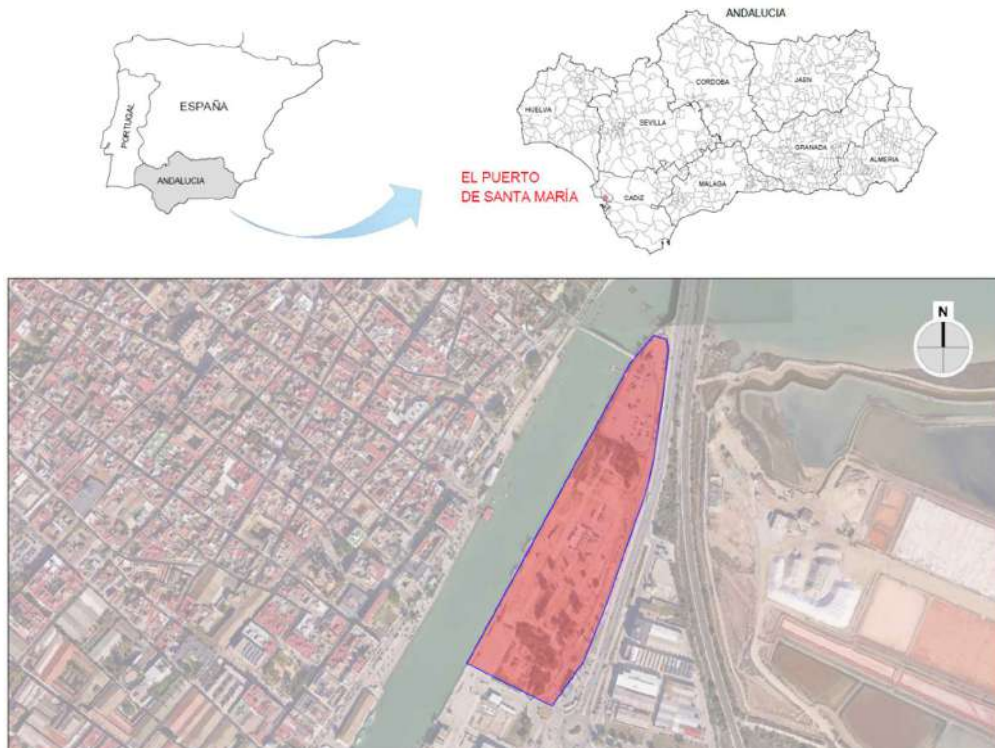 ANDALUCIA
ESPAÑA
PORTUGAL
ANDALUCIA
HUELVA
SEVILLA
CORDOBA
JAEN
GRANADA
ALMERIA
MALAGA
CADIZ
EL PUERTO
DE SANTA MARÍA
N